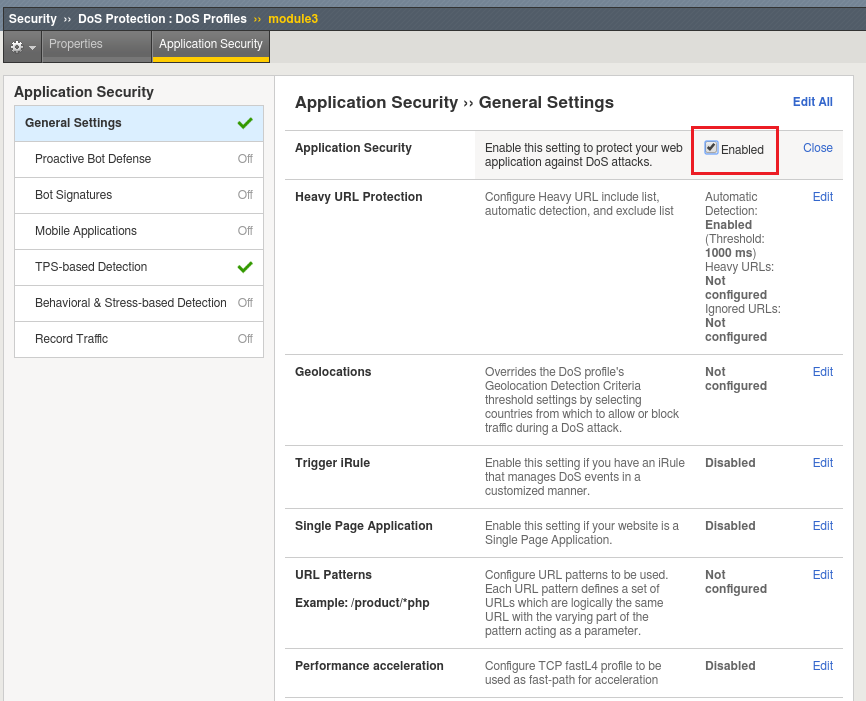 Security ›› DoS Protection : DoS Profiles ›› module3
Properties
Application Security
Application Security
General Settings
Proactive Bot Defense Off
Bot Signatures Off
Mobile Applications Off
TPS-based Detection
Behavioral & Stress-based Detection Off
Record Traffic Off
Application Security ›› General Settings
Edit All
Application Security
Enable this setting to protect your web
application against DoS attacks.
Enabled
Close
Heavy URL Protection
Configure Heavy URL include list,
automatic detection, and exclude list
Automatic
Detection:
Enabled
(Threshold:
1000 ms)
Heavy URLs:
Not
configured
Ignored URLs:
Not
configured
Edit
Geolocations
Overrides the DoS profile's
Geolocation Detection Criteria
threshold settings by selecting
countries from which to allow or block
traffic during a DoS attack.
Not
configured
Edit
Trigger iRule
Enable this setting if you have an iRule
that manages DoS events in a
customized manner.
Disabled
Edit
Single Page Application
Enable this setting if your website is a
Single Page Application.
Disabled
Edit
URL Patterns
Example: /product/*php
Configure URL patterns to be used.
Each URL pattern defines a set of
URLs which are logically the same
URL with the varying part of the
pattern acting as a parameter.
Not
configured
Edit
Performance acceleration
Configure TCP fastL4 profile to be
used as fast-path for acceleration
Disabled
Edit